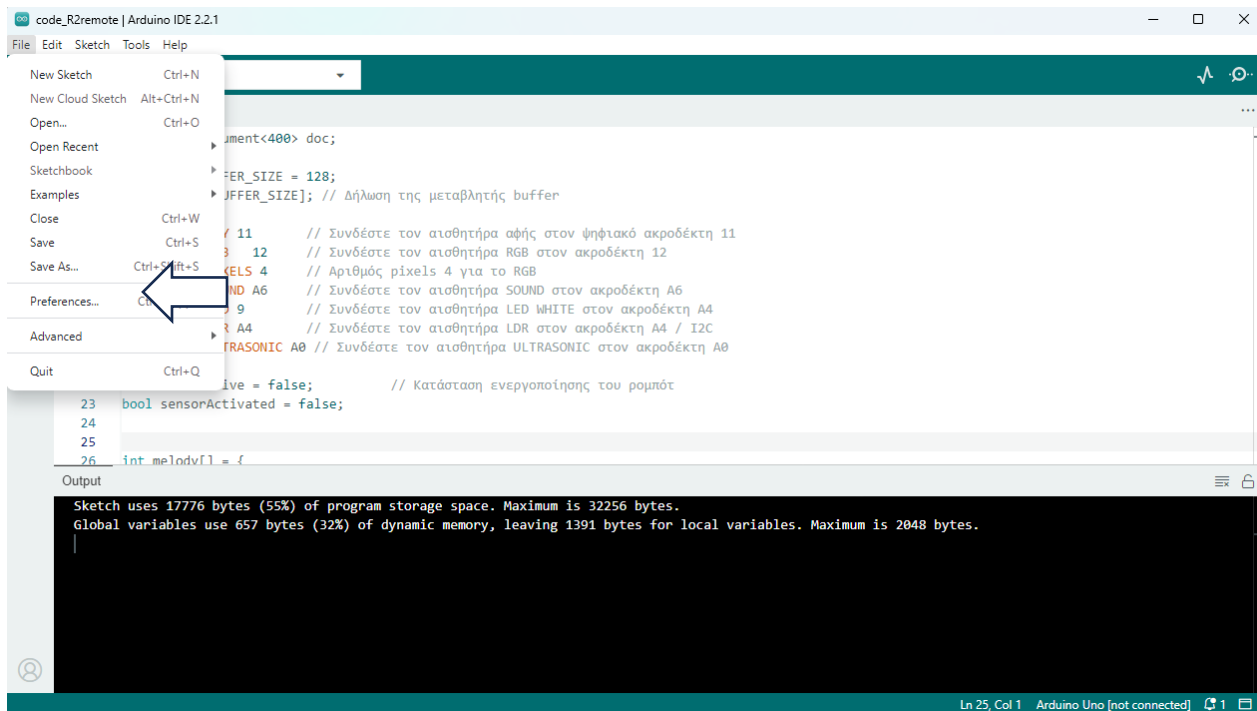 code_R2remote | Arduino IDE 2.2.1
File Edit Sketch Tools Help
New Sketch Ctrl+N
New Cloud Sketch Alt+Ctrl+N
Open... Ctrl+O
Open Recent
Sketchbook
Examples
Close Ctrl+W
Save Ctrl+S
Save As... Ctrl+Shift+S
Preferences...
Advanced
Quit Ctrl+Q
ument<400> doc;
FER_SIZE = 128;
UFFER_SIZE]; // Δήλωση της μεταβλητής buffer
Y 11 // Συνδέστε τον αισθητήρα αφής στον ψηφιακό ακροδέκτη 11
B 12 // Συνδέστε τον αισθητήρα RGB στον ακροδέκτη 12
XELS 4 // Αριθμός pixels 4 για το RGB
ND A6 // Συνδέστε τον αισθητήρα SOUND στον ακροδέκτη A6
D 9 // Συνδέστε τον αισθητήρα LED WHITE στον ακροδέκτη A4
R A4 // Συνδέστε τον αισθητήρα LDR στον ακροδέκτη A4 / I2C
TRASONIC A0 // Συνδέστε τον αισθητήρα ULTRASONIC στον ακροδέκτη A0
ive = false; // Κατάσταση ενεργοποίησης του ρομπότ
23 bool sensorActivated = false;
24
25
26 int melody[] = {
Output
Sketch uses 17776 bytes (55%) of program storage space. Maximum is 32256 bytes.
Global variables use 657 bytes (32%) of dynamic memory, leaving 1391 bytes for local variables. Maximum is 2048 bytes.
Ln 25, Col 1 Arduino Uno [not connected] 1